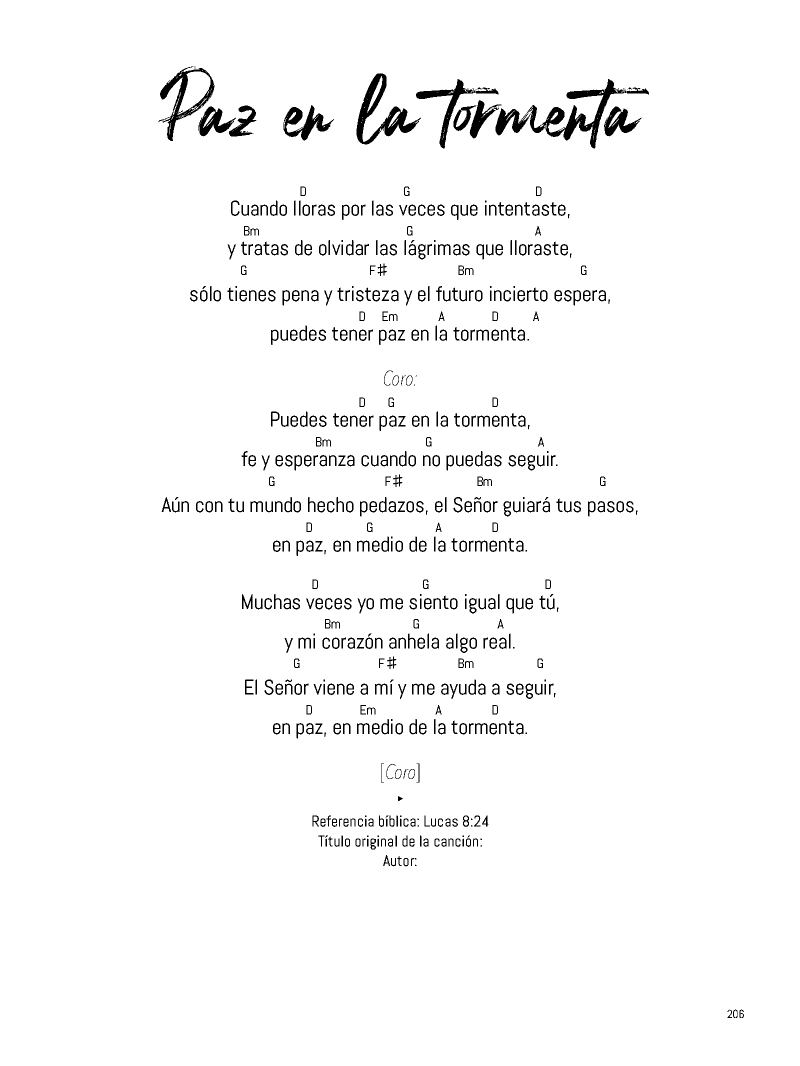 Paz en la tormenta
D G D
Cuando lloras por las veces que intentaste,
Bm G A
y tratas de olvidar las lágrimas que lloraste,
G F♯ Bm G
sólo tienes pena y tristeza y el futuro incierto espera,
D Em A D A
puedes tener paz en la tormenta.
Coro:
D G D
Puedes tener paz en la tormenta,
Bm G A
fe y esperanza cuando no puedas seguir.
G F♯ Bm G
Aún con tu mundo hecho pedazos, el Señor guiará tus pasos,
D G A D
en paz, en medio de la tormenta.
D G D
Muchas veces yo me siento igual que tú,
Bm G A
y mi corazón anhela algo real.
G F♯ Bm G
El Señor viene a mí y me ayuda a seguir,
D Em A D
en paz, en medio de la tormenta.
[Coro]
▸
Referencia bíblica: Lucas 8:24
Título original de la canción:
Autor:
206